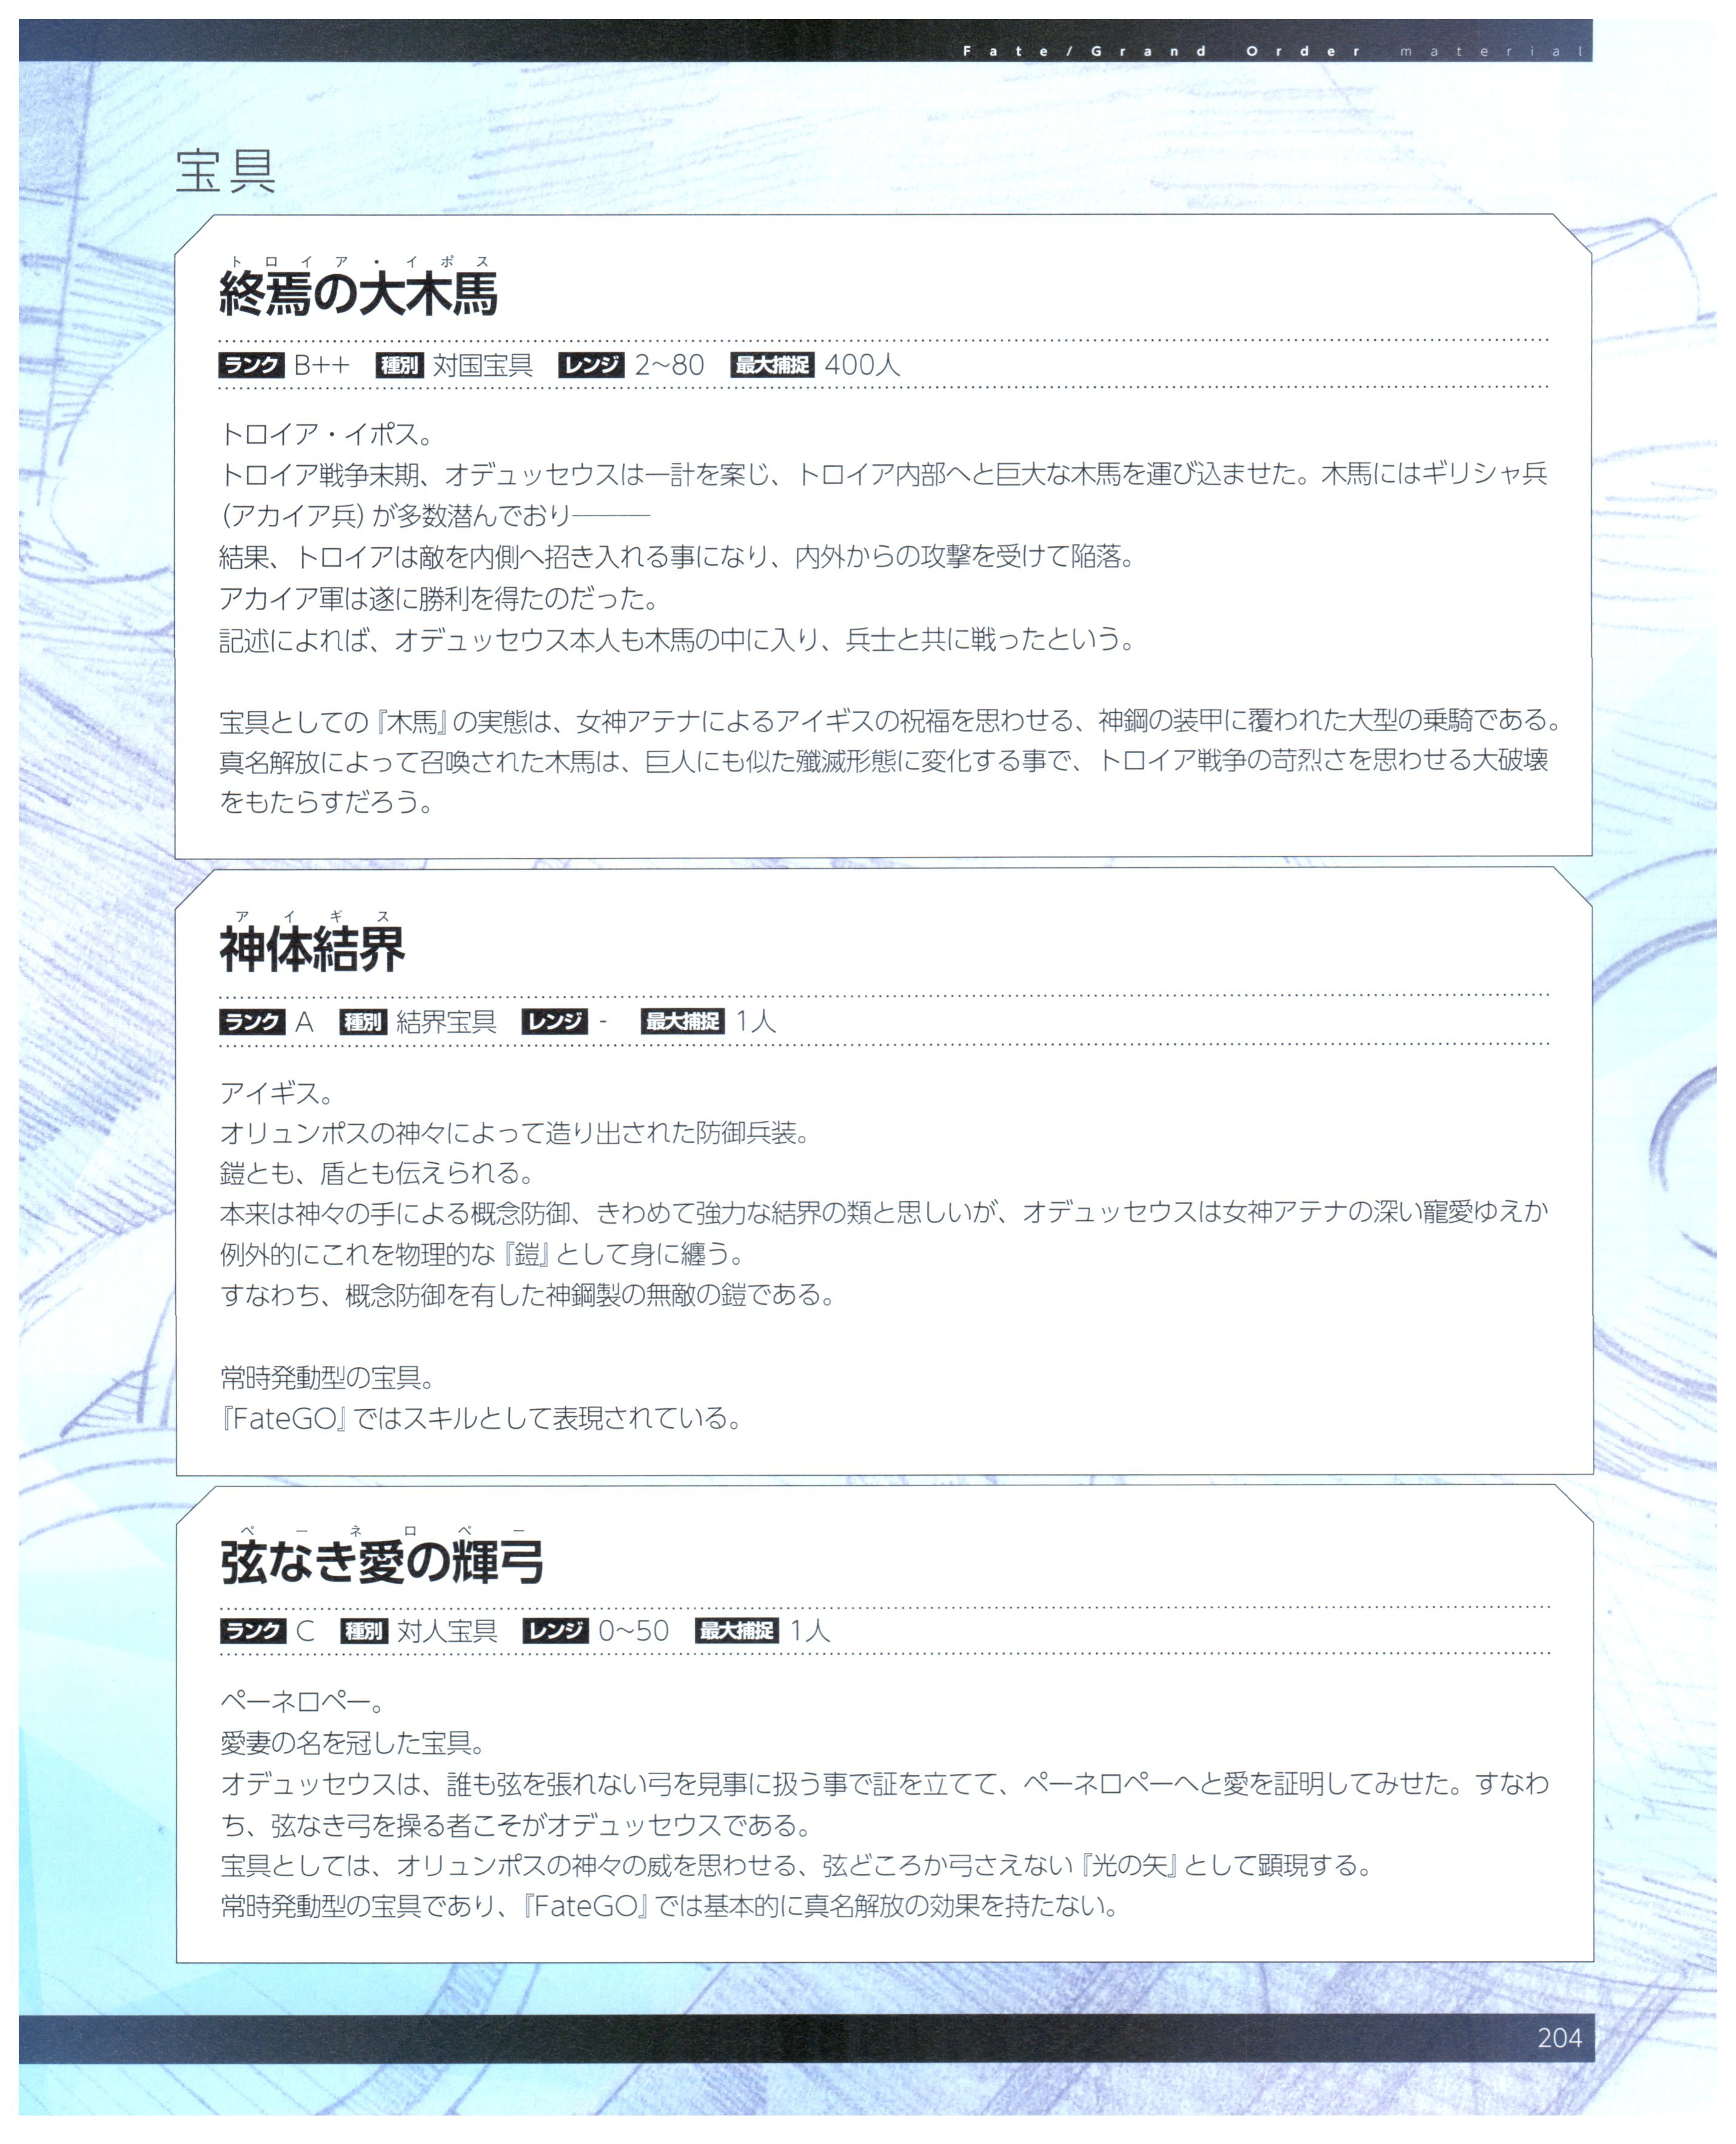 Fate/Grand Order material
宝具
トロイア・イポス
終焉の大木馬
ランク B++ 種別 対国宝具 レンジ 2~80 最大捕捉 400人
トロイア・イポス。
トロイア戦争末期、オデュッセウスは一計を案じ、トロイア内部へと巨大な木馬を運び込ませた。木馬にはギリシャ兵
(アカイア兵)が多数潜んでおり―――
結果、トロイアは敵を内側へ招き入れる事になり、内外からの攻撃を受けて陥落。
アカイア軍は遂に勝利を得たのだった。
記述によれば、オデュッセウス本人も木馬の中に入り、兵士と共に戦ったという。
宝具としての『木馬』の実態は、女神アテナによるアイギスの祝福を思わせる、神鋼の装甲に覆われた大型の乗騎である。
真名解放によって召喚された木馬は、巨人にも似た殲滅形態に変化する事で、トロイア戦争の苛烈さを思わせる大破壊
をもたらすだろう。
アイギス
神体結界
ランク A 種別 結界宝具 レンジ - 最大捕捉 1人
アイギス。
オリュンポスの神々によって造り出された防御兵装。
鎧とも、盾とも伝えられる。
本来は神々の手による概念防御、きわめて強力な結界の類と思しいが、オデュッセウスは女神アテナの深い寵愛ゆえか
例外的にこれを物理的な『鎧』として身に纏う。
すなわち、概念防御を有した神鋼製の無敵の鎧である。
常時発動型の宝具。
『FateGO』ではスキルとして表現されている。
ペーネロペー
弦なき愛の輝弓
ランク C 種別 対人宝具 レンジ 0~50 最大捕捉 1人
ペーネロペー。
愛妻の名を冠した宝具。
オデュッセウスは、誰も弦を張れない弓を見事に扱う事で証を立てて、ペーネロペーへと愛を証明してみせた。すなわ
ち、弦なき弓を操る者こそがオデュッセウスである。
宝具としては、オリュンポスの神々の威を思わせる、弦どころか弓さえない『光の矢』として顕現する。
常時発動型の宝具であり、『FateGO』では基本的に真名解放の効果を持たない。
204